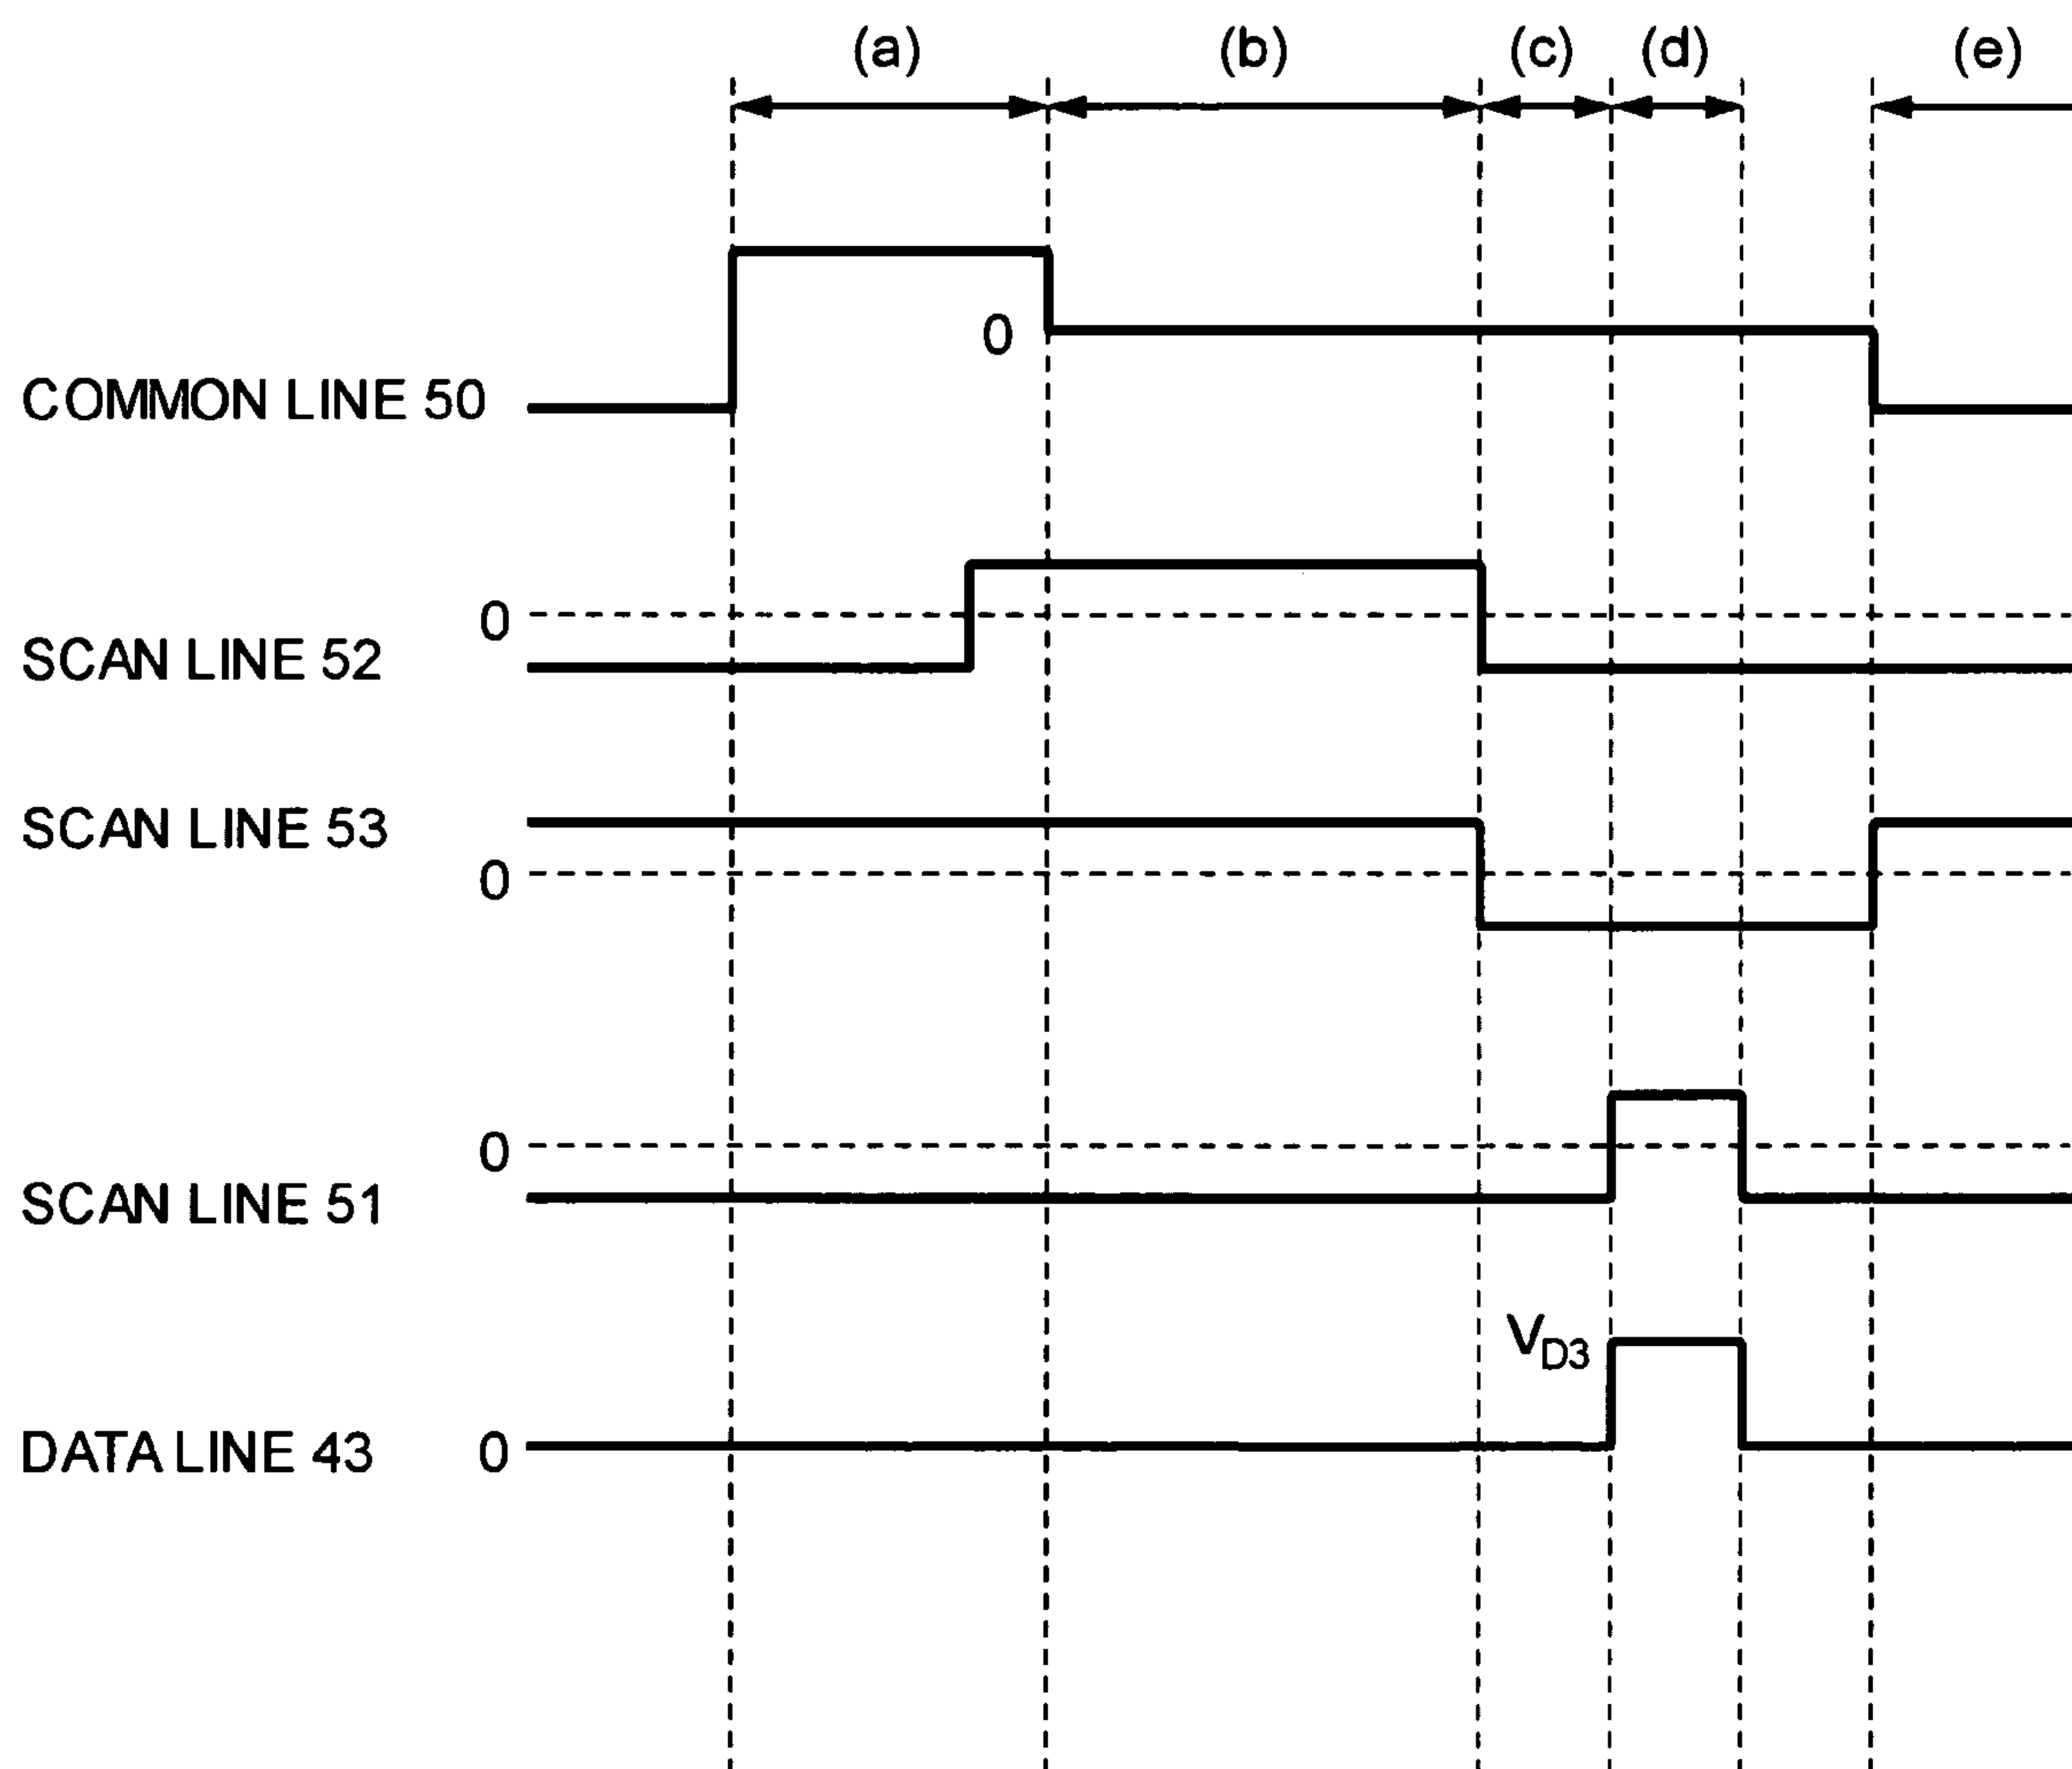 (a) (b) (c) (d) (e)
0
COMMON LINE 50
0
SCAN LINE 52
SCAN LINE 53
0
0
SCAN LINE 51
VD3
DATA LINE 43 0